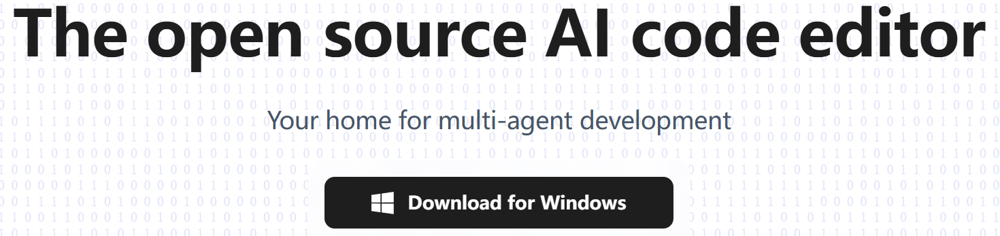 The open source AI code editor
Your home for multi-agent development
Download for Windows